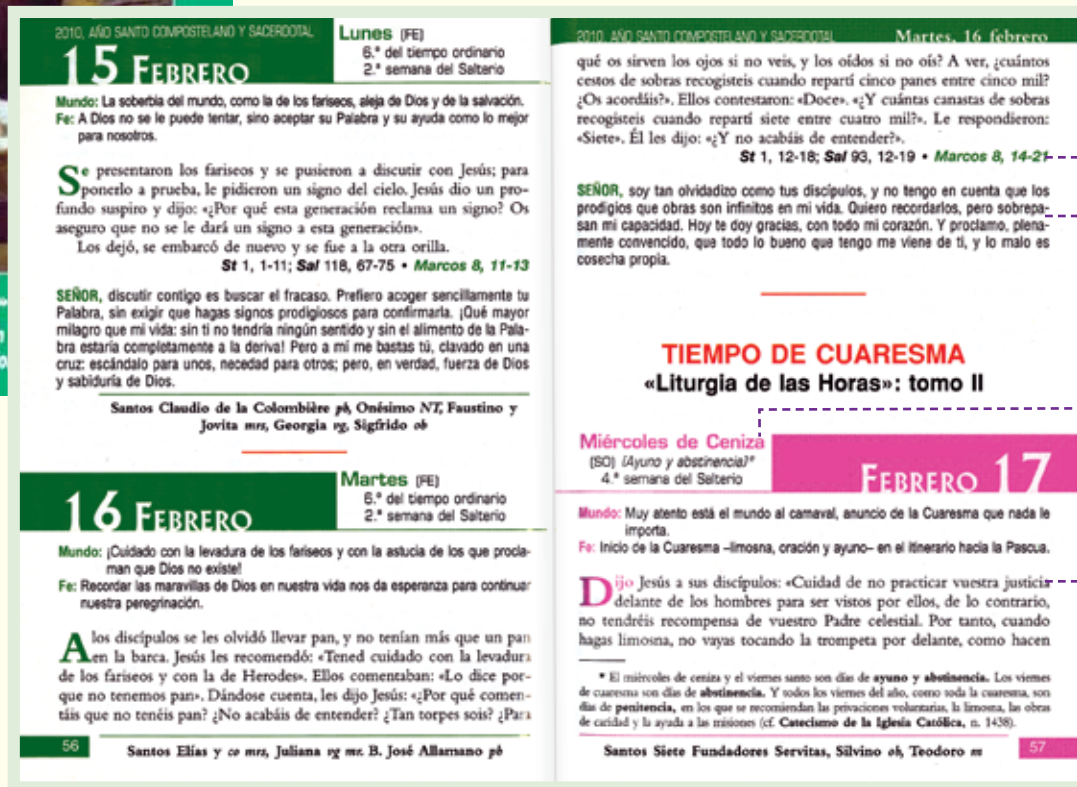 2010, AÑO SANTO COMPOSTELANO Y SACERDOTAL
15 FEBRERO
Lunes (FE)
6.ª del tiempo ordinario
2.ª semana del Salterio
Mundo: La soberbia del mundo, como la de los fariseos, aleja de Dios y de la salvación.
Fe: A Dios no se le puede tentar, sino aceptar su Palabra y su ayuda como lo mejor
para nosotros.
Se presentaron los fariseos y se pusieron a discutir con Jesús; para
ponerlo a prueba, le pidieron un signo del cielo. Jesús dio un pro-
fundo suspiro y dijo: «¿Por qué esta generación reclama un signo? Os
aseguro que no se le dará un signo a esta generación».
Los dejó, se embarcó de nuevo y se fue a la otra orilla.
St 1, 1-11; Sal 118, 67-75 • Marcos 8, 11-13
SEÑOR, discutir contigo es buscar el fracaso. Prefiero acoger sencillamente tu
Palabra, sin exigir que hagas signos prodigiosos para confirmarla. ¡Qué mayor
milagro que mi vida: sin ti no tendría ningún sentido y sin el alimento de la Pala-
bra estaría completamente a la deriva! Pero a mí me bastas tú, clavado en una
cruz: escándalo para unos, necedad para otros; pero, en verdad, fuerza de Dios
y sabiduría de Dios.
Santos Claudio de la Colombière pb, Onésimo NT, Faustino y
Jovita mrs, Georgia vg, Sigfrido ob
16 FEBRERO
Martes (FE)
6.ª del tiempo ordinario
2.ª semana del Salterio
Mundo: ¡Cuidado con la levadura de los fariseos y con la astucia de los que procla-
man que Dios no existe!
Fe: Recordar las maravillas de Dios en nuestra vida nos da esperanza para continuar
nuestra peregrinación.
A los discípulos se les olvidó llevar pan, y no tenían más que un pan
en la barca. Jesús les recomendó: «Tened cuidado con la levadura
de los fariseos y con la de Herodes». Ellos comentaban: «Lo dice por-
que no tenemos pan». Dándose cuenta, les dijo Jesús: «¿Por qué comen-
táis que no tenéis pan? ¿No acabáis de entender? ¿Tan torpes sois? ¿Para
56
Santos Elías y co mrs, Juliana vg mr. B. José Allamano pb
2010, AÑO SANTO COMPOSTELANO Y SACERDOTAL
Martes, 16 febrero
qué os sirven los ojos si no veis, y los oídos si no oís? A ver, ¿cuántos
cestos de sobras recogisteis cuando repartí cinco panes entre cinco mil?
¿Os acordáis?». Ellos contestaron: «Doce». «¿Y cuántas canastas de sobras
recogisteis cuando repartí siete entre cuatro mil?». Le respondieron:
«Siete». Él les dijo: «¿Y no acabáis de entender?».
St 1, 12-18; Sal 93, 12-19 • Marcos 8, 14-21
SEÑOR, soy tan olvidadizo como tus discípulos, y no tengo en cuenta que los
prodigios que obras son infinitos en mi vida. Quiero recordarlos, pero sobrepa-
san mi capacidad. Hoy te doy gracias, con todo mi corazón. Y proclamo, plena-
mente convencido, que todo lo bueno que tengo me viene de ti, y lo malo es
cosecha propia.
TIEMPO DE CUARESMA
«Liturgia de las Horas»: tomo II
Miércoles de Ceniza
(SO) (Ayuno y abstinencia)*
4.ª semana del Salterio
FEBRERO 17
Mundo: Muy atento está el mundo al carnaval, anuncio de la Cuaresma que nada le
importa.
Fe: Inicio de la Cuaresma –limosna, oración y ayuno– en el itinerario hacia la Pascua.
Dijo Jesús a sus discípulos: «Cuidad de no practicar vuestra justicia
delante de los hombres para ser vistos por ellos, de lo contrario,
no tendréis recompensa de vuestro Padre celestial. Por tanto, cuando
hagas limosna, no vayas tocando la trompeta por delante, como hacen
* El miércoles de ceniza y el viernes santo son días de ayuno y abstinencia. Los viernes
de cuaresma son días de abstinencia. Y todos los viernes del año, como toda la cuaresma, son
días de penitencia, en los que se recomiendan las privaciones voluntarias, la limosna, las obras
de caridad y la ayuda a las misiones (cf. Catecismo de la Iglesia Católica, n. 1438).
Santos Siete Fundadores Servitas, Silvino ob, Teodoro m
57